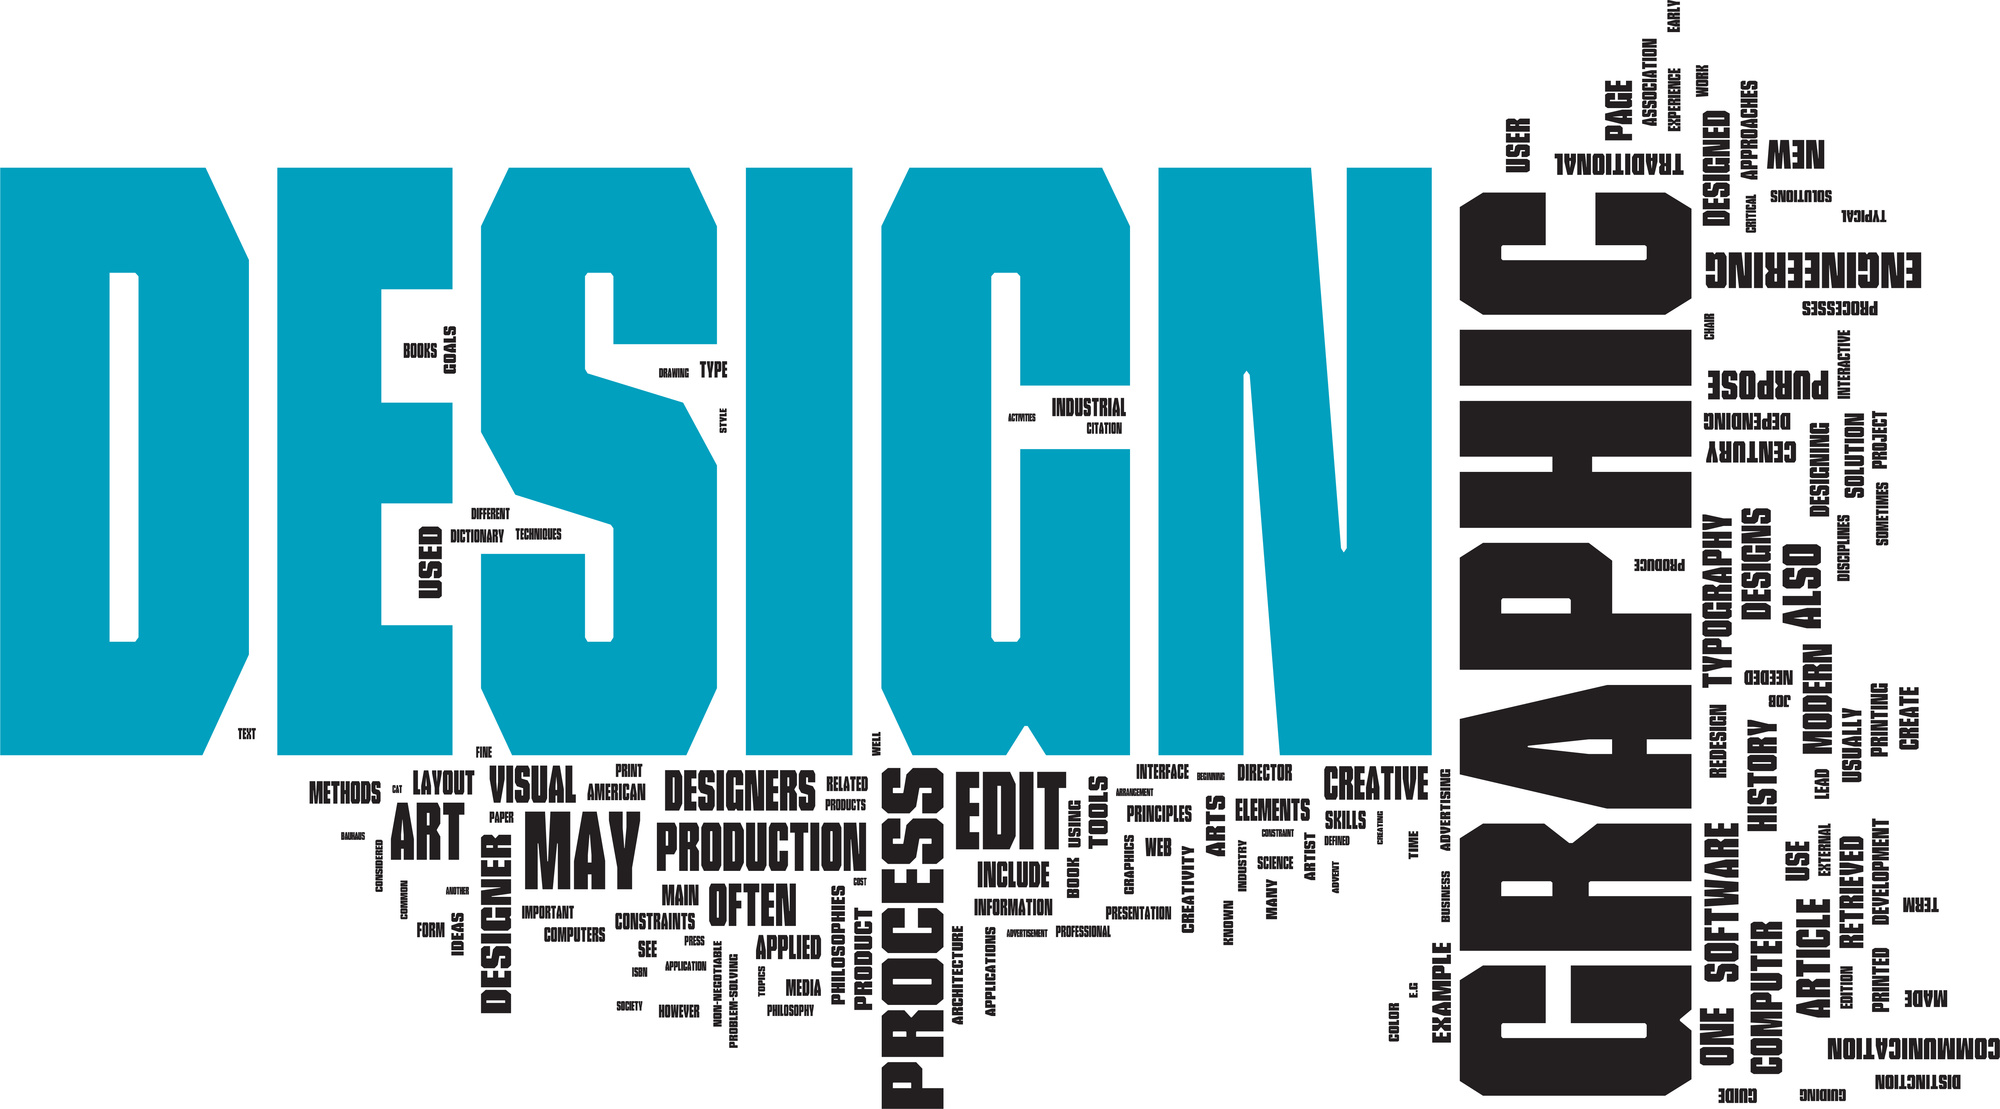 DESIGN
GRAPHIC
BOOKS
GOALS
DRAWING
TYPE
STYLE
ACTIVITIES
INDUSTRIAL
CITATION
DIFFERENT
DICTIONARY
TECHNIQUES
USED
TEXT
FINE
WELL
METHODS
CAT
LAYOUT
VISUAL
PRINT
AMERICAN
DESIGNERS
RELATED
PRODUCTS
ART
PAPER
BAUHAUS
CONSIDERED
COMMON
ANOTHER
FORM
IDEAS
DESIGNER
MAY
PRODUCTION
COST
MAIN
OFTEN
IMPORTANT
CONSTRAINTS
COMPUTERS
SEE
PRESS
APPLIED
ISBN
APPLICATION
NON-NEGOTIABLE
PROBLEM-SOLVING
TOPICS
MEDIA
SOCIETY
HOWEVER
PHILOSOPHY
PHILOSOPHIES
PRODUCT
PROCESS
EDIT
USING
TOOLS
INTERFACE
BEGINNING
DIRECTOR
CREATIVE
ADVERTISING
ARRANGEMENT
PRINCIPLES
ARTS
ELEMENTS
SKILLS
CREATING
CONSTRAINT
DEFINED
TIME
INCLUDE
BOOK
GRAPHICS
WEB
CREATIVITY
INDUSTRY
SCIENCE
ARTIST
ADVENT
MANY
KNOWN
BUSINESS
INFORMATION
PRESENTATION
ADVERTISEMENT
PROFESSIONAL
ARCHITECTURE
APPLICATIONS
COLOR
E.G
EXAMPLE
EARLY
ASSOCIATION
EXPERIENCE
WORK
PAGE
USER
TRADITIONAL
DESIGNED
APPROACHES
NEW
CRITICAL
SOLUTIONS
TYPICAL
ENGINEERING
PROCESSES
CHAIR
INTERACTIVE
PURPOSE
DEPENDING
CENTURY
DESIGNING
SOLUTION
PROJECT
SOMETIMES
DISCIPLINES
TYPOGRAPHY
DESIGNS
ALSO
PRODUCE
NEEDED
JOB
MODERN
USUALLY
PRINTING
CREATE
REDESIGN
HISTORY
LEAD
SOFTWARE
USE
EXTERNAL
RETRIEVED
DEVELOPMENT
TERM
ONE
COMPUTER
ARTICLE
EDITION
PRINTED
MADE
COMMUNICATION
DISTINCTION
GUIDE
GUIDING